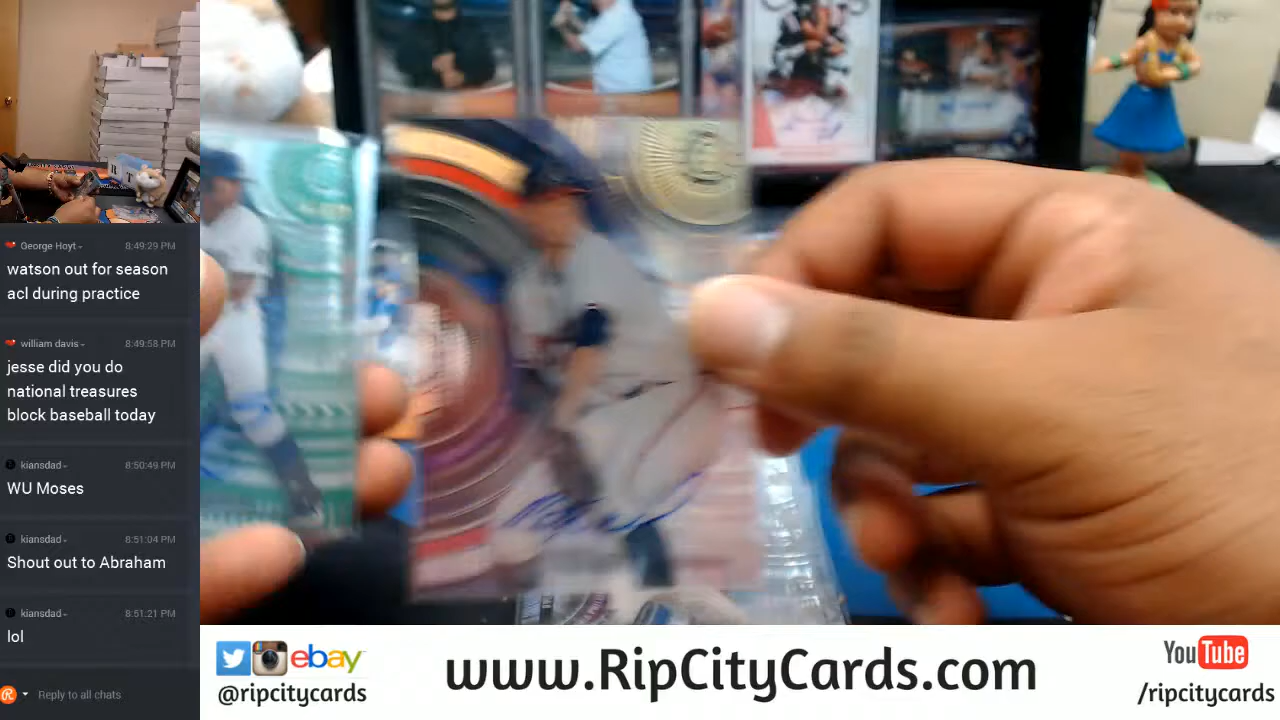 George Hoyt
8:49:29 PM
watson out for season
acl during practice
william davis
8:49:58 PM
jesse did you do
national treasures
block baseball today
kiansdad
8:50:49 PM
WU Moses
kiansdad
8:51:04 PM
Shout out to Abraham
kiansdad
8:51:21 PM
lol
Reply to all chats
ebay
@ripcitycards
www.RipCityCards.com
YouTube
/ripcitycards